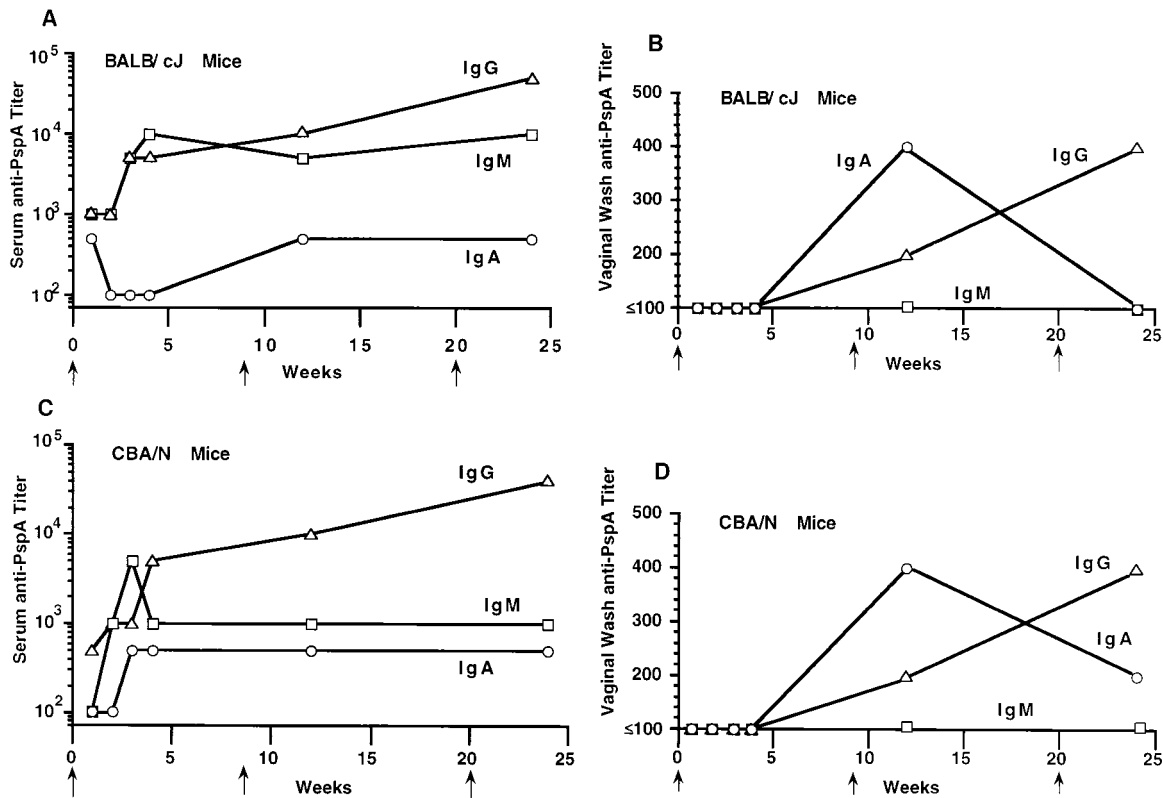 A
BALB/ cJ Mice
Serum anti-PspA Titer
10^5
10^4
10^3
10^2
IgG
IgM
IgA
0 5 10 15 20 25
Weeks
B
BALB/ cJ Mice
Vaginal Wash anti-PspA Titer
500
400
300
200
≤100
IgA
IgG
IgM
0 5 10 15 20 25
Weeks
C
CBA/N Mice
Serum anti-PspA Titer
10^5
10^4
10^3
10^2
IgG
IgM
IgA
0 5 10 15 20 25
Weeks
D
CBA/N Mice
Vaginal Wash anti-PspA Titer
500
400
300
200
≤100
IgG
IgA
IgM
0 5 10 15 20 25
Weeks